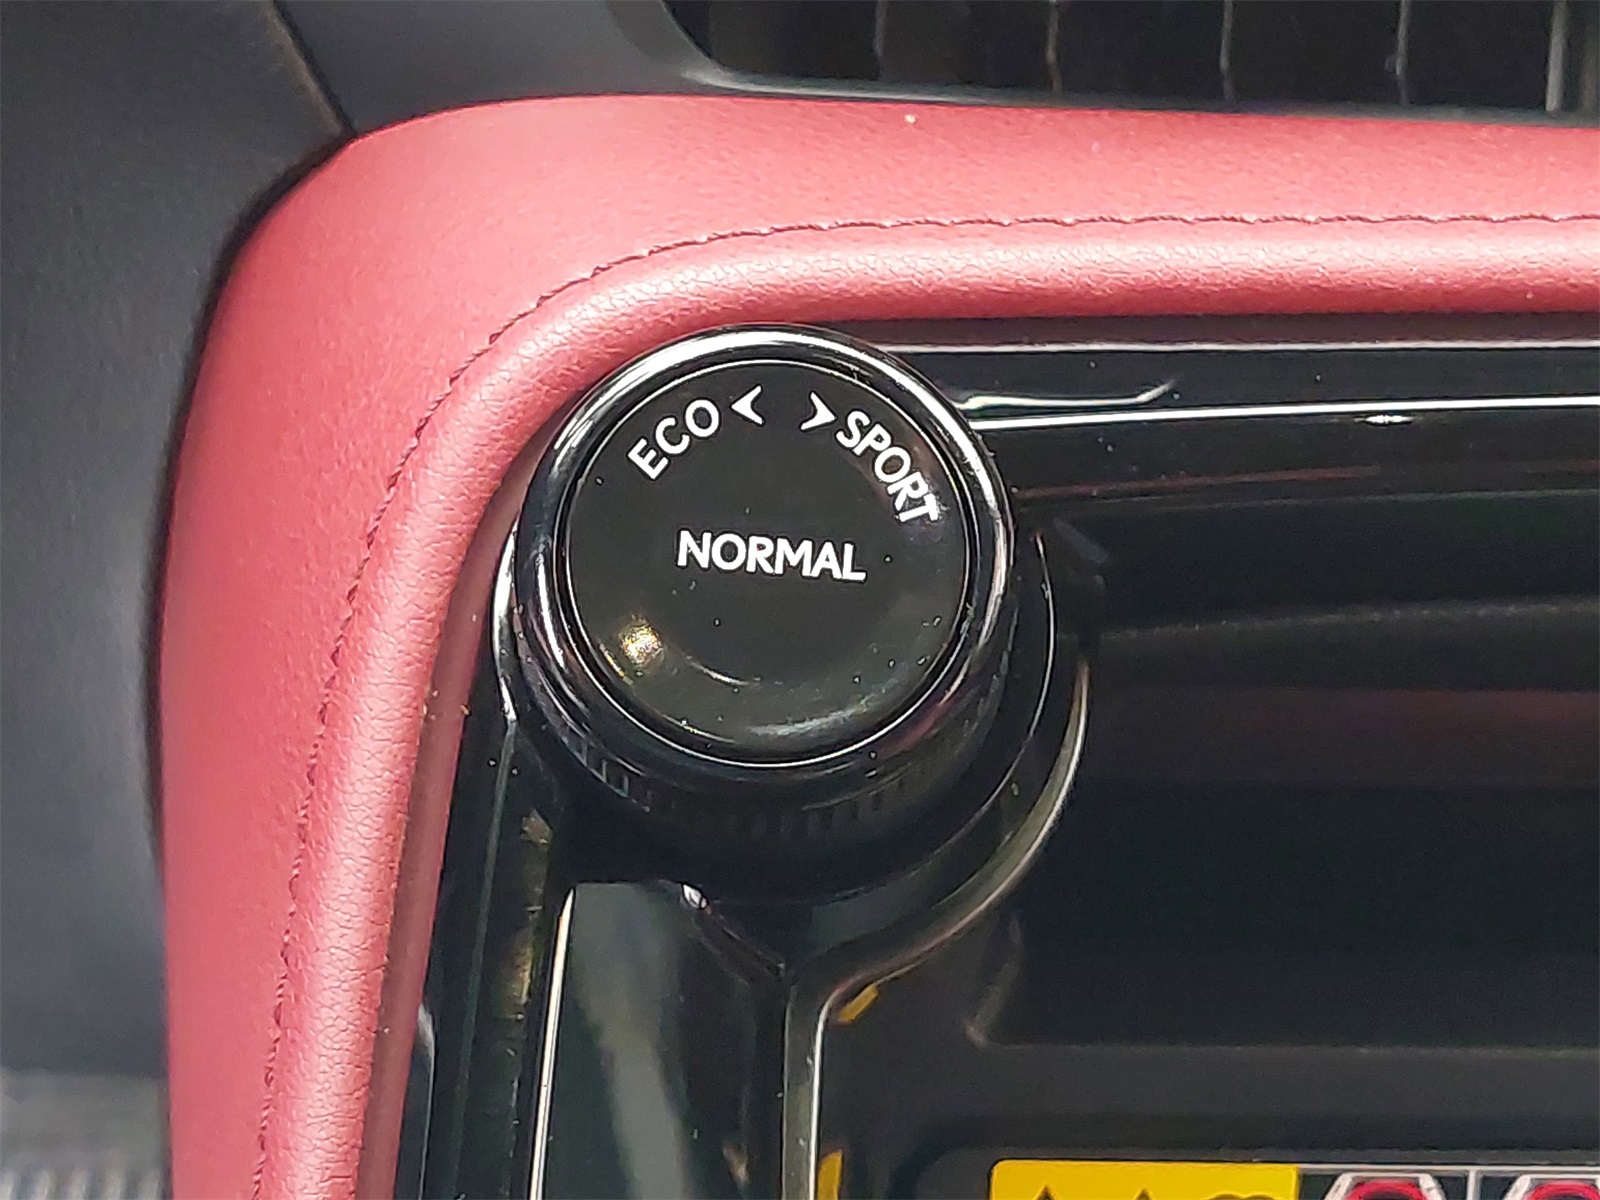 ECO < > SPORT
NORMAL